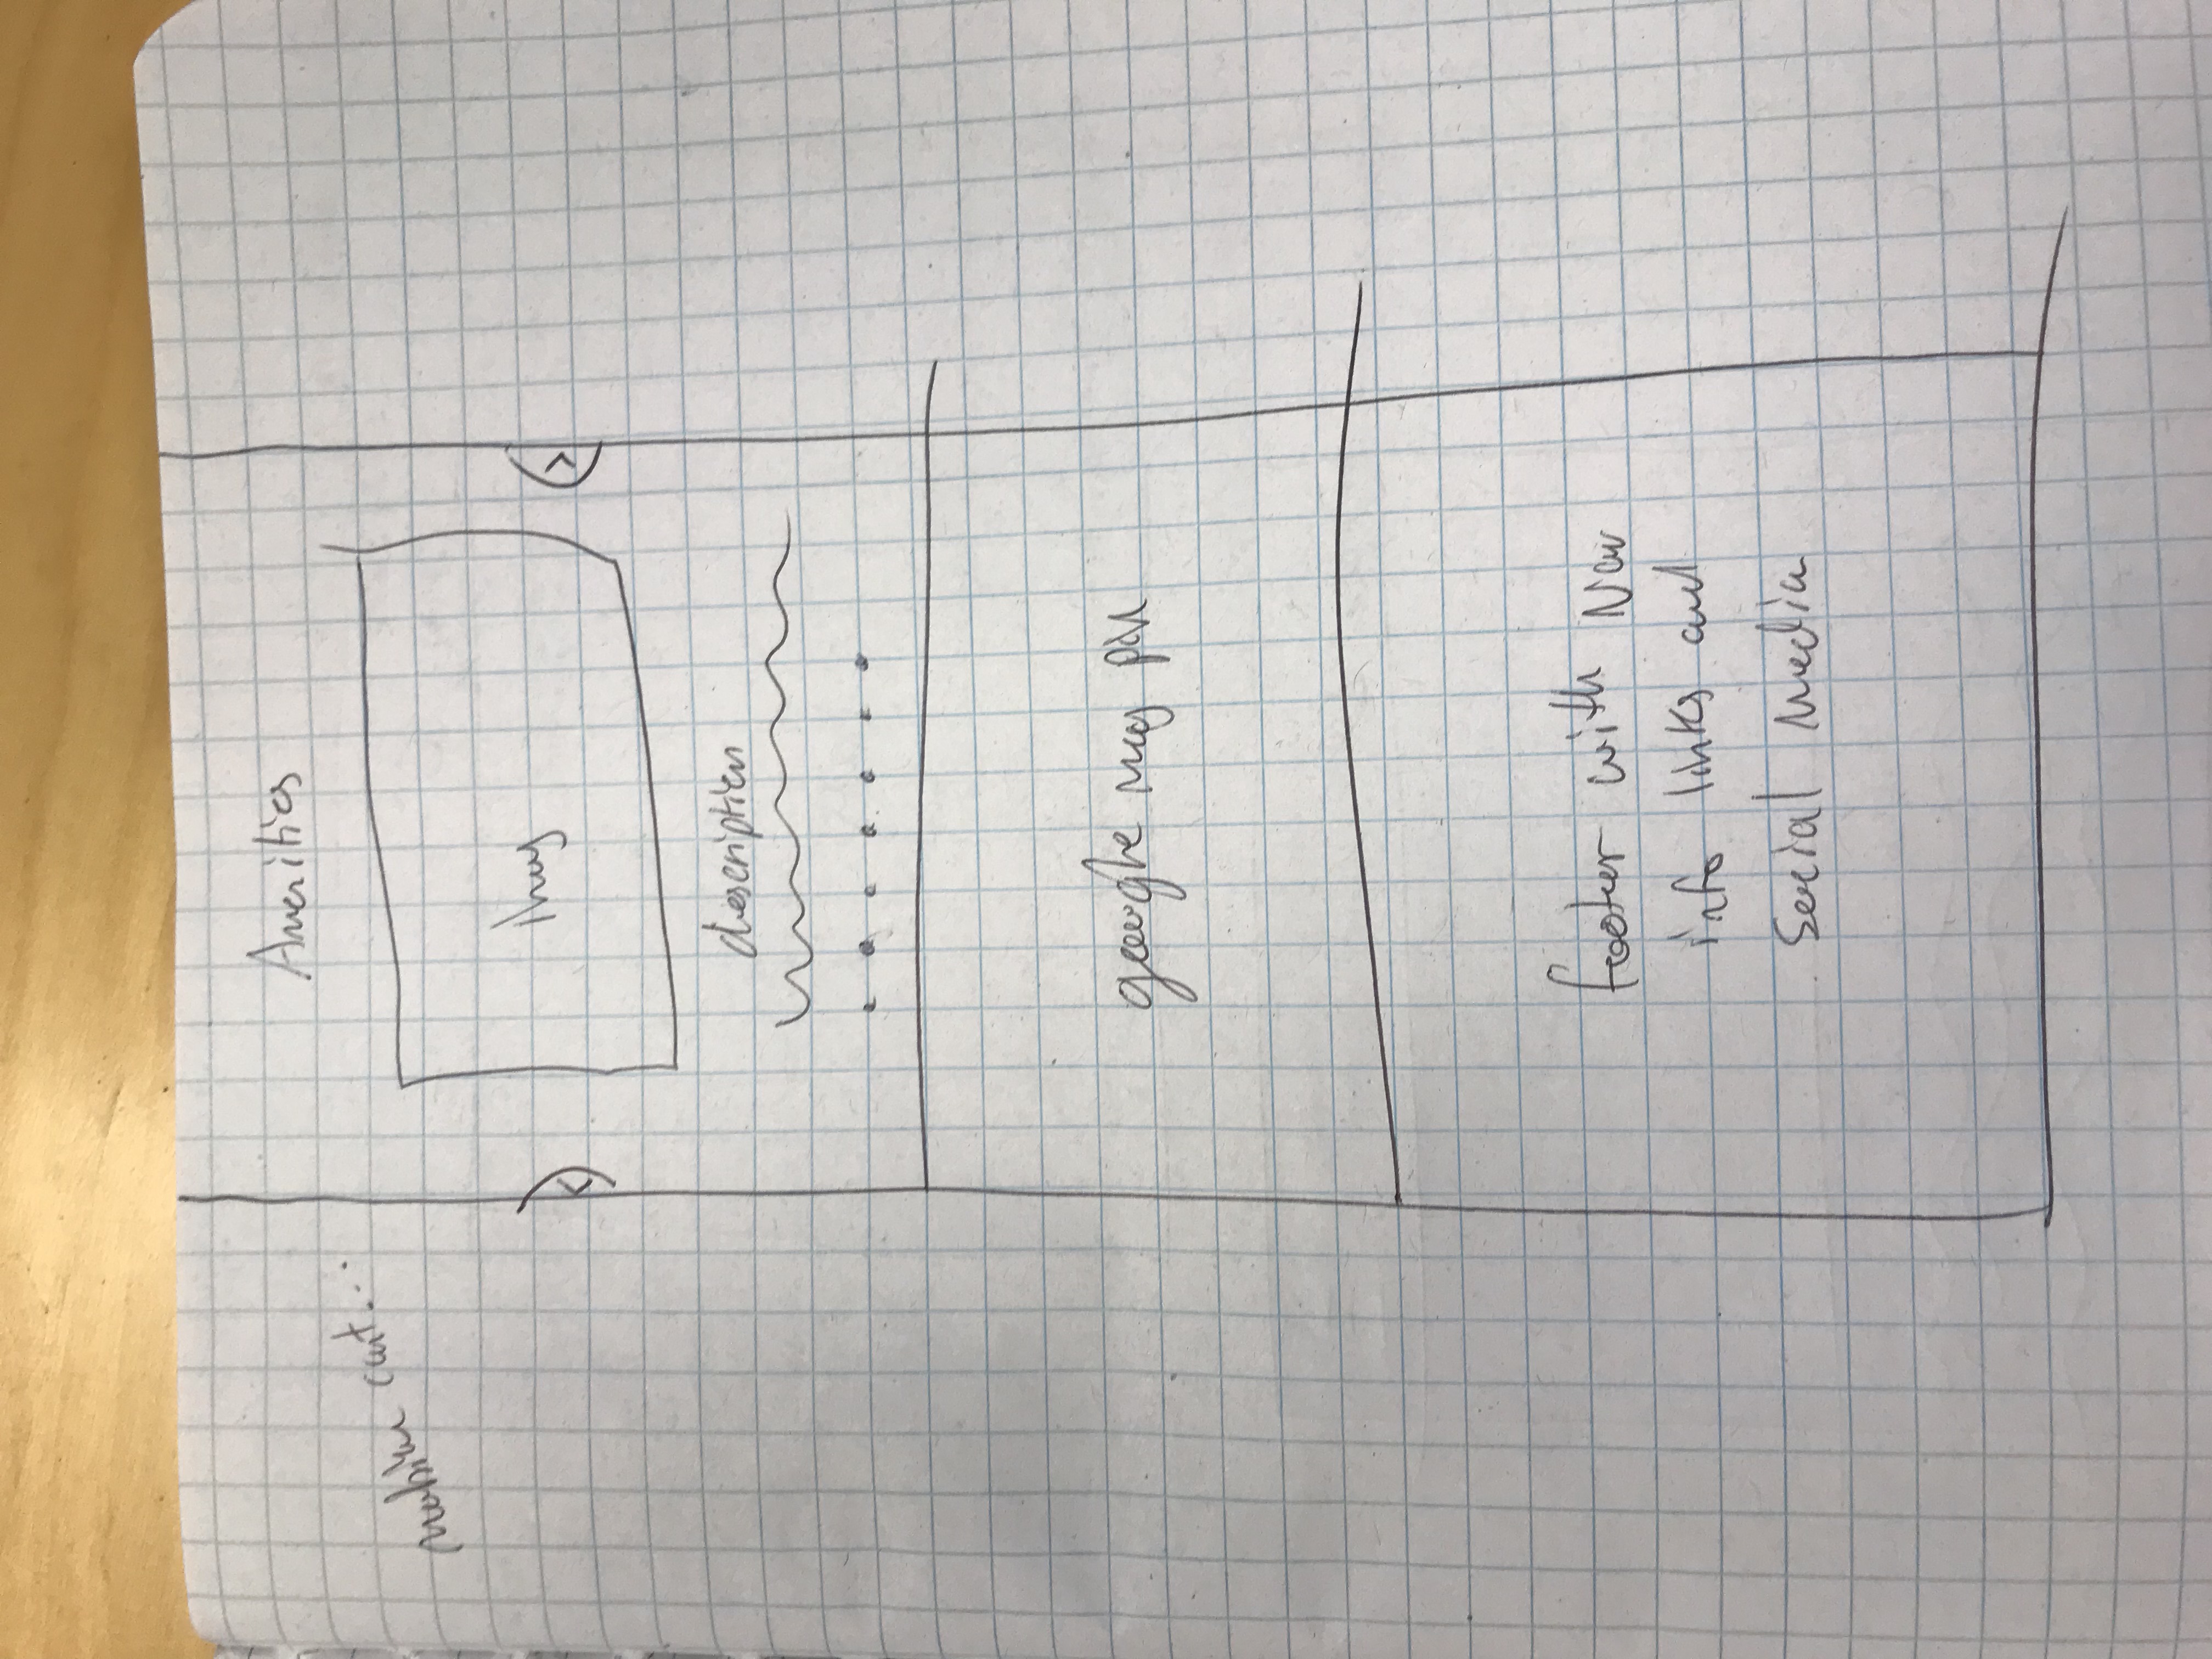 Amenities
mobile cont...
<
Img
>
description
google map pin
footer with Nav
info links and
Social Media